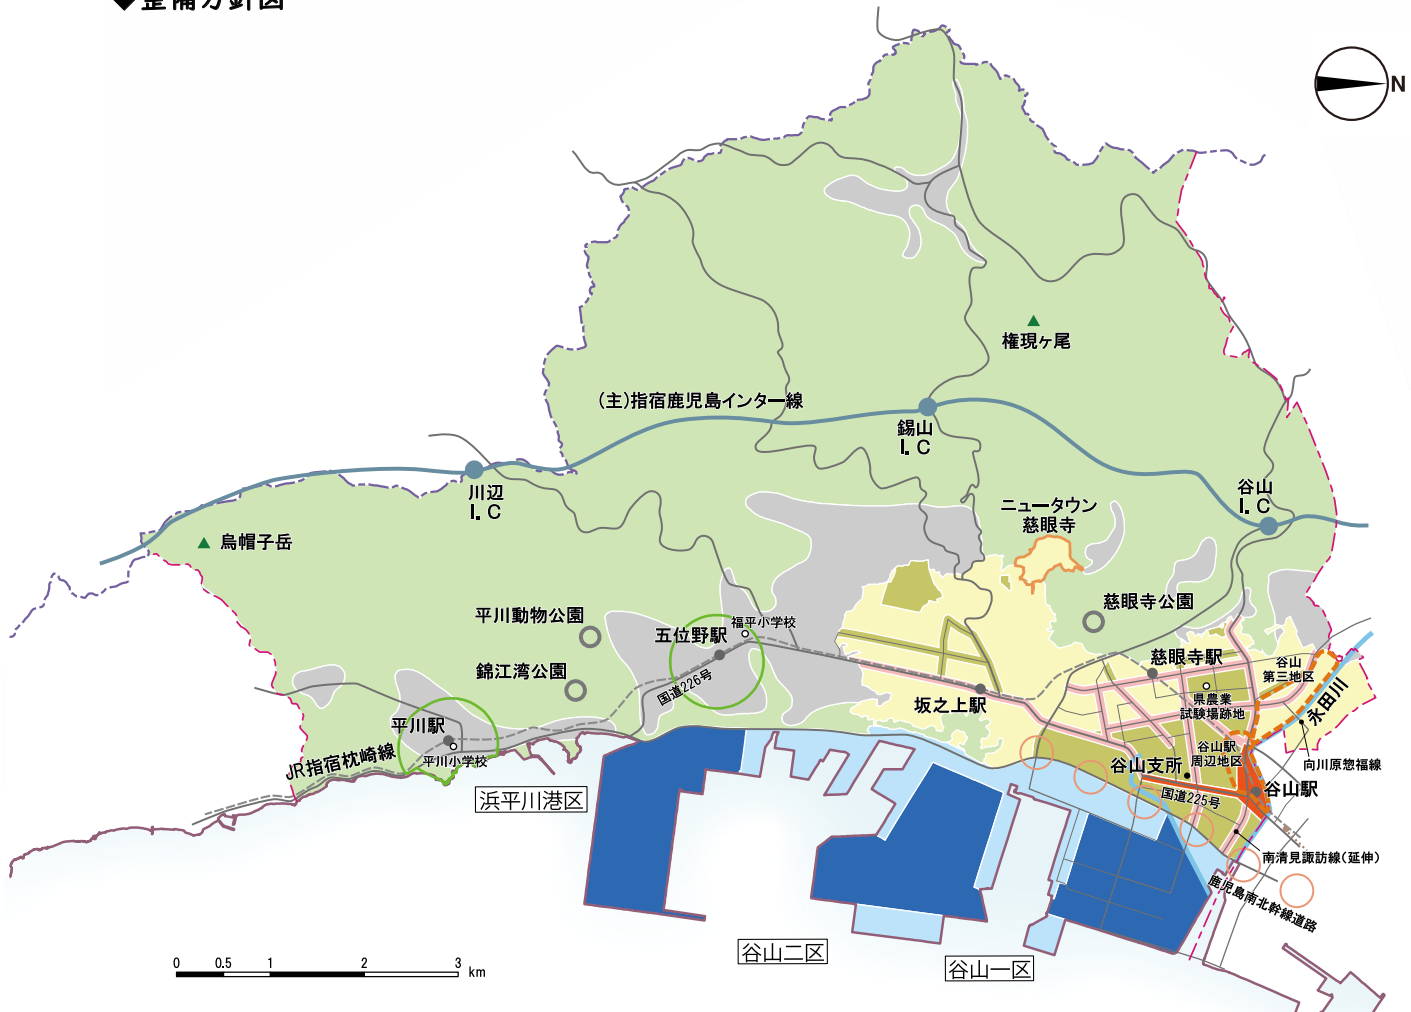 ◆整備方針図
N
権現ヶ尾
(主)指宿鹿児島インター線
錫山
I.C
川辺
I.C
谷山
I.C
ニュータウン
慈眼寺
烏帽子岳
平川動物公園
慈眼寺公園
福平小学校
五位野駅
錦江湾公園
国道226号
慈眼寺駅
谷山
第三地区
坂之上駅
県農業
試験場跡地
永田川
平川駅
平川小学校
JR指宿枕崎線
谷山駅
周辺地区
向川原惣福線
谷山支所
谷山駅
国道225号
浜平川港区
南清見諏訪線(延伸)
鹿児島南北幹線道路
谷山二区
谷山一区
0 0.5 1 2 3 km